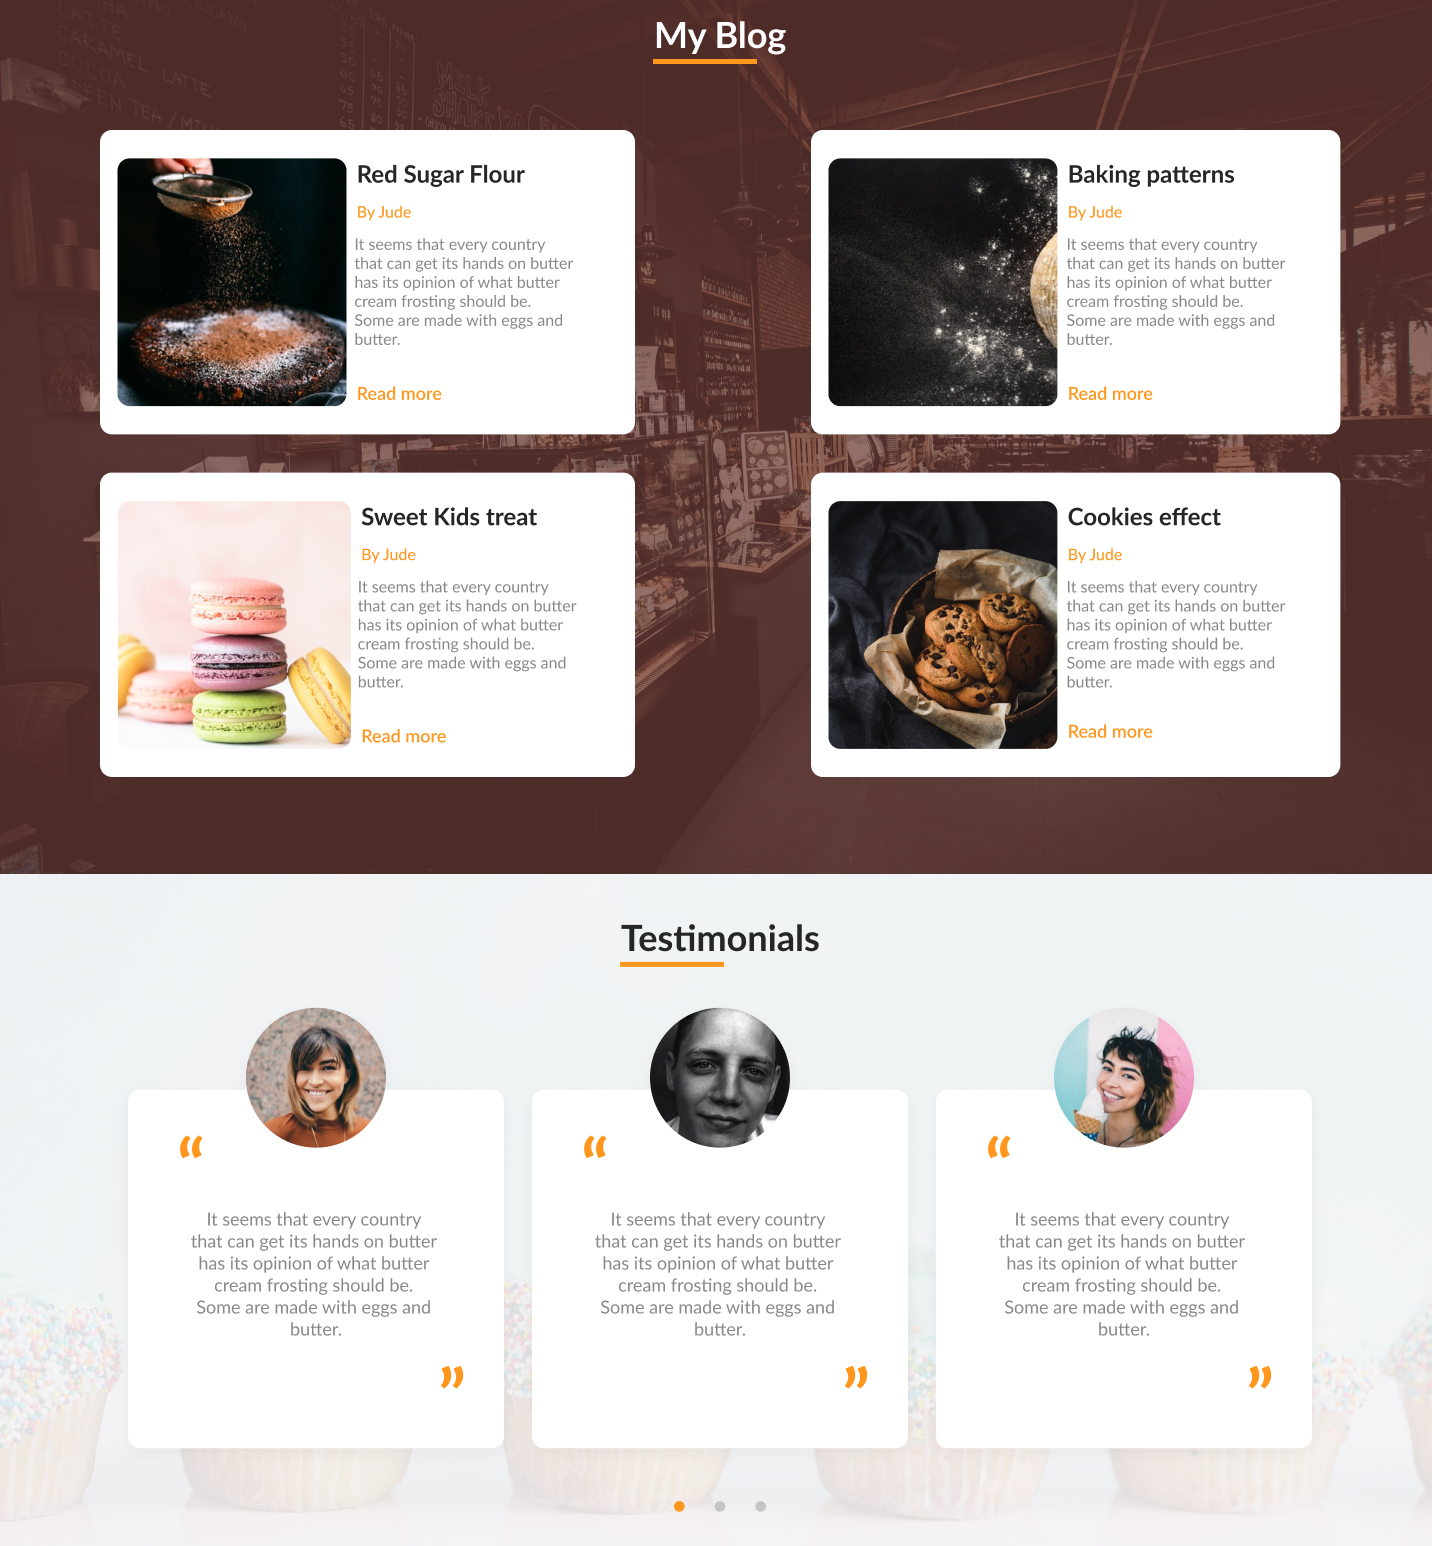 LATTE
CARAMEL LATTE
COCOA
MILK
My Blog
Red Sugar Flour
By Jude
It seems that every country
that can get its hands on butter
has its opinion of what butter
cream frosting should be.
Some are made with eggs and
butter.
Read more
Baking patterns
By Jude
It seems that every country
that can get its hands on butter
has its opinion of what butter
cream frosting should be.
Some are made with eggs and
butter.
Read more
Sweet Kids treat
By Jude
It seems that every country
that can get its hands on butter
has its opinion of what butter
cream frosting should be.
Some are made with eggs and
butter.
Read more
Cookies effect
By Jude
It seems that every country
that can get its hands on butter
has its opinion of what butter
cream frosting should be.
Some are made with eggs and
butter.
Read more
Testimonials
“
It seems that every country
that can get its hands on butter
has its opinion of what butter
cream frosting should be.
Some are made with eggs and
butter.
”
“
It seems that every country
that can get its hands on butter
has its opinion of what butter
cream frosting should be.
Some are made with eggs and
butter.
”
“
It seems that every country
that can get its hands on butter
has its opinion of what butter
cream frosting should be.
Some are made with eggs and
butter.
”